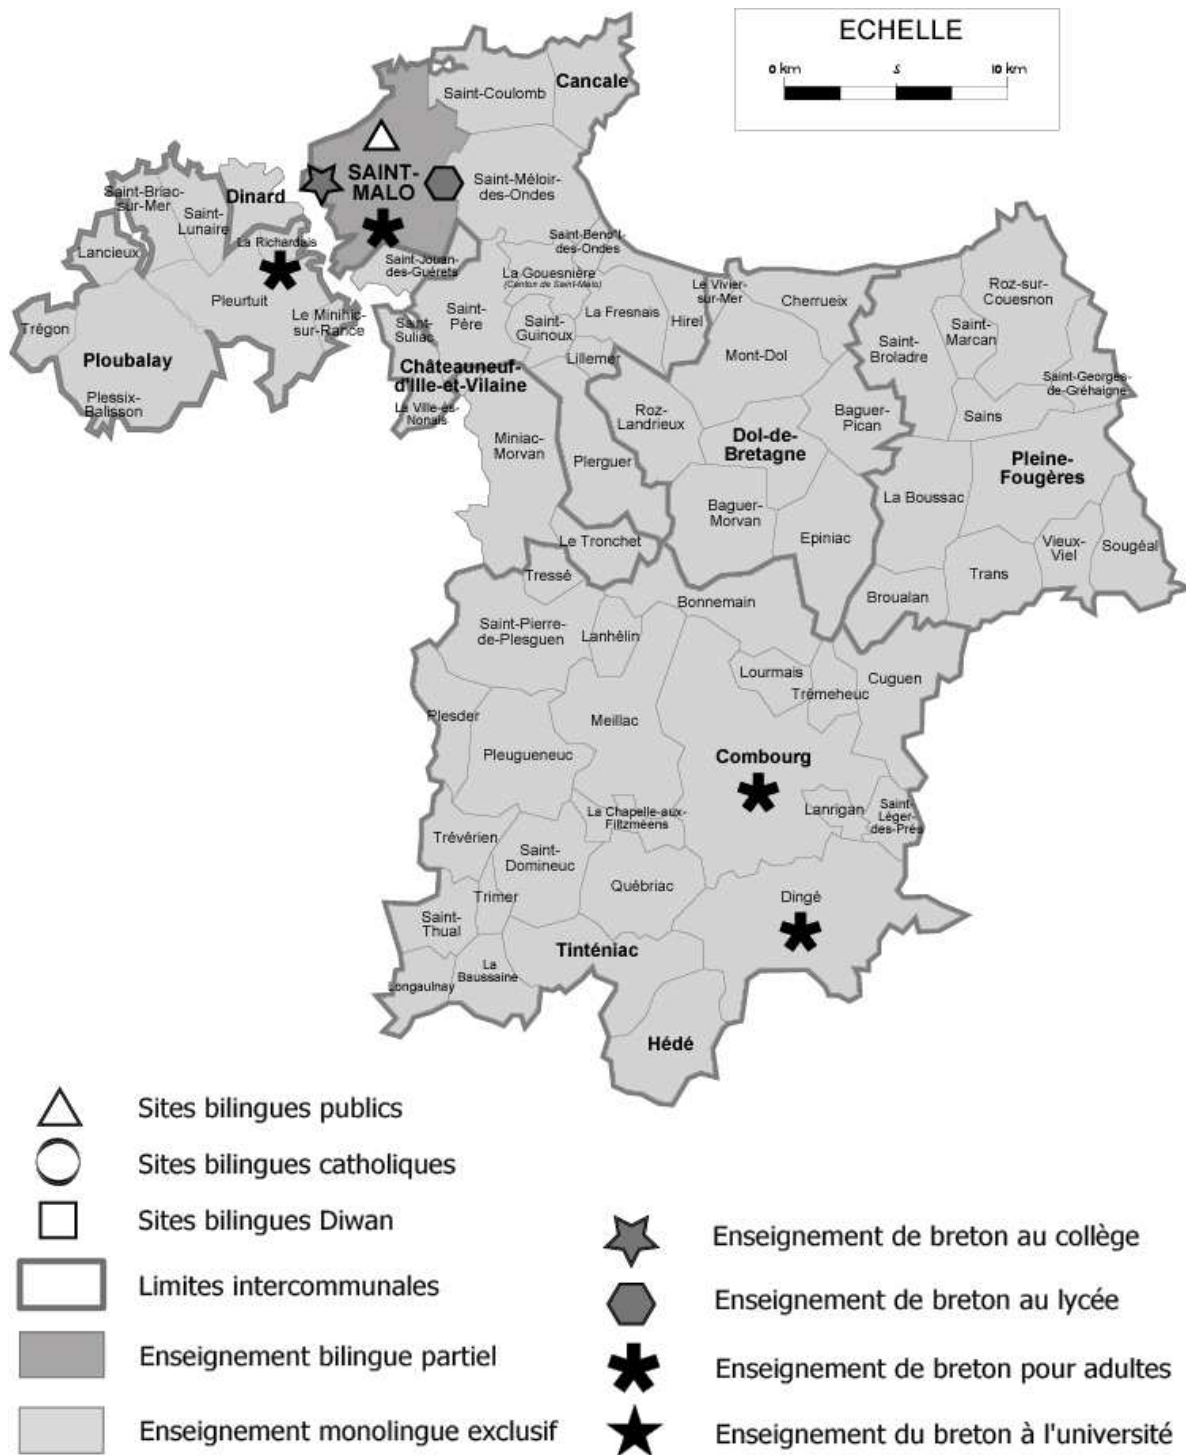 ECHELLE
0 km 5 10 km
Saint-Coulomb
Cancale
SAINT-
MALO
Saint-Méloir-
des-Ondes
Dinard
Saint-Briac-
sur-Mer
Saint-
Lunaire
La Richardais
Lancieux
Saint-Jouan-
des-Guérets
Saint-Beno^t-
des-Ondes
La Gouesnière
(Canton de Saint-Malo)
Le Vivier-
sur-Mer
Cherrueix
Roz-sur-
Couesnon
Pleurtuit
Le Minihic-
sur-Rance
Saint-
Suliac
Saint-
Père
Saint-
Guinoux
La Fresnais
Hirel
Lillemer
Mont-Dol
Saint-
Broladre
Saint-
Marcan
Saint-Georges-
de-Gréhaigne
Trégon
Ploubalay
Plessix-
Balisson
Châteauneuf-
d'Ille-et-Vilaine
La Ville-ès-
Nonais
Miniac-
Morvan
Roz-
Landrieux
Plerguer
Dol-de-
Bretagne
Baguer-
Pican
Sains
Pleine-
Fougères
La Boussac
Baguer-
Morvan
Epiniac
Le Tronchet
Vieux-
Viel
Sougéal
Trans
Broualan
Tressé
Bonnemain
Saint-Pierre-
de-Plesguen
Lanhélin
Lourmais
Trémeheuc
Cuguen
Plesder
Meillac
Pleugueneuc
Combourg
La Chapelle-aux-
Filtzméens
Lanrigan
Saint-
Léger-
des-Prés
Trévérien
Saint-
Domineuc
Québriac
Trimer
Dingé
Saint-
Thual
Tinténiac
La
Baussaine
Longaulnay
Hédé
Sites bilingues publics
Sites bilingues catholiques
Sites bilingues Diwan
Limites intercommunales
Enseignement bilingue partiel
Enseignement monolingue exclusif
Enseignement de breton au collège
Enseignement de breton au lycée
Enseignement de breton pour adultes
Enseignement du breton à l'université